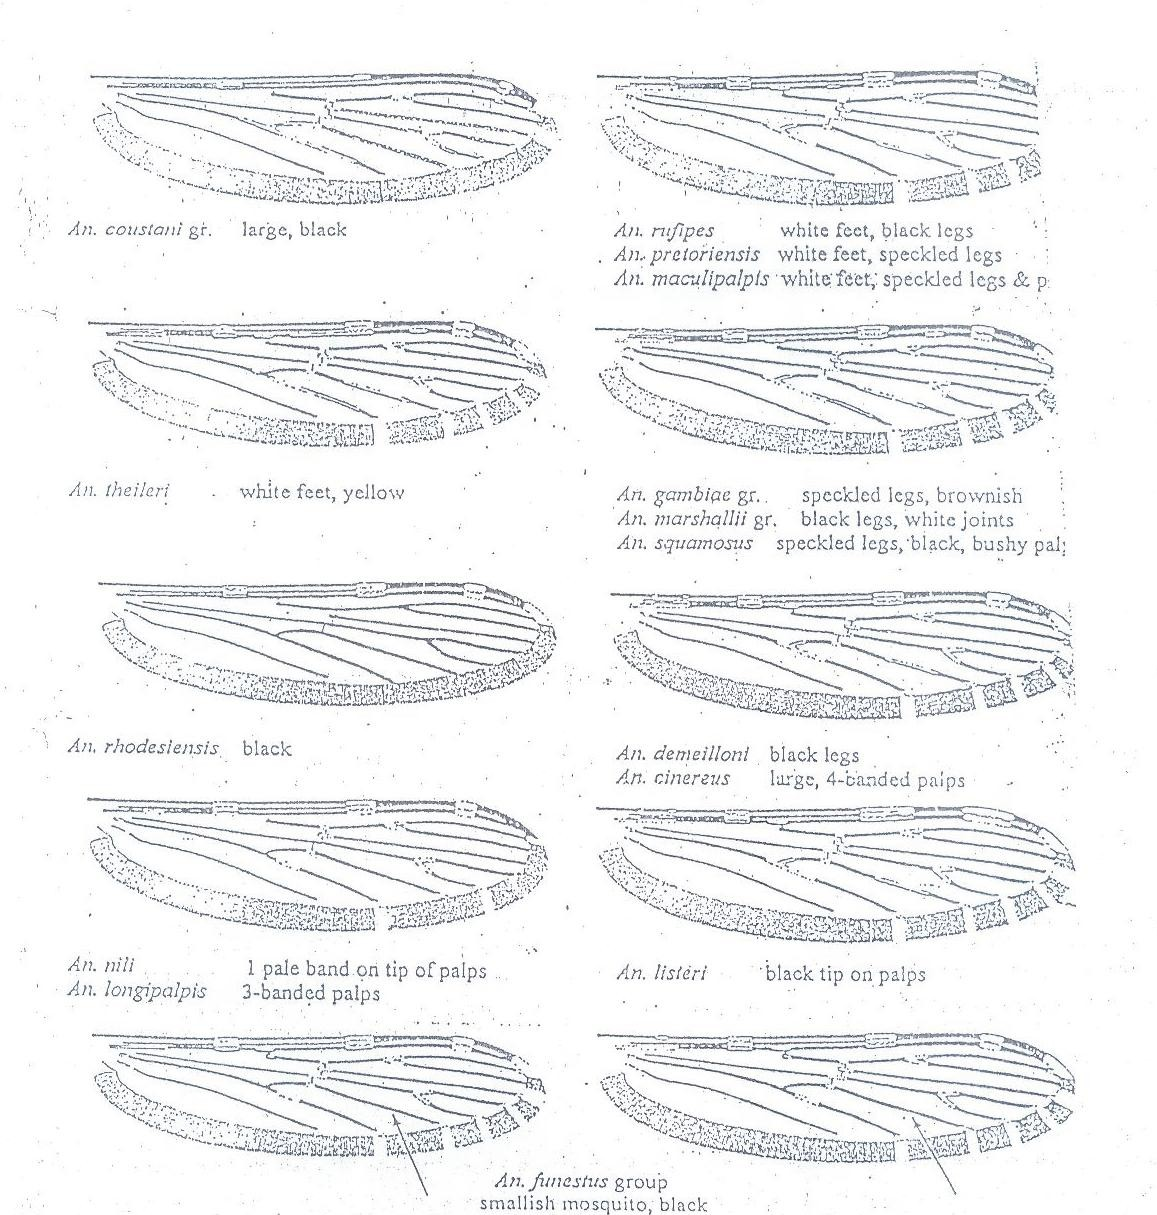 An. coustani gr. large, black
An. rufipes white feet, black legs
An. pretoriensis white feet, speckled legs
An. maculipalpis white feet, speckled legs & p
An. theileri white feet, yellow
An. gambiae gr. speckled legs, brownish
An. marshallii gr. black legs, white joints
An. squamosus speckled legs, black, bushy pal
An. rhodesiensis black
An. demeilloni black legs
An. cinereus large, 4-banded palps
An. nili 1 pale band on tip of palps
An. longipalpis 3-banded palps
An. listeri black tip on palps
An. funestus group
smallish mosquito, black